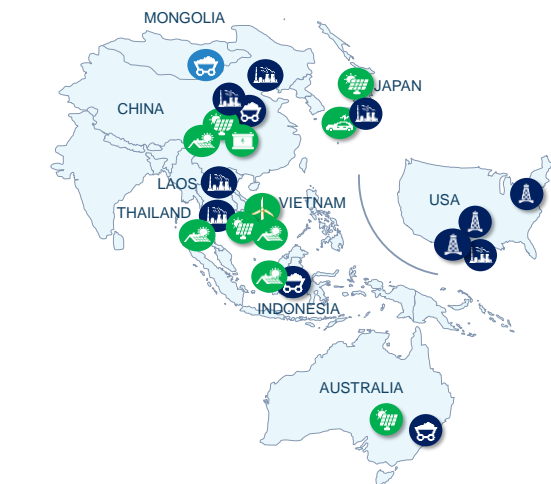 MONGOLIA
JAPAN
CHINA
LAOS
USA
THAILAND
VIETNAM
INDONESIA
AUSTRALIA